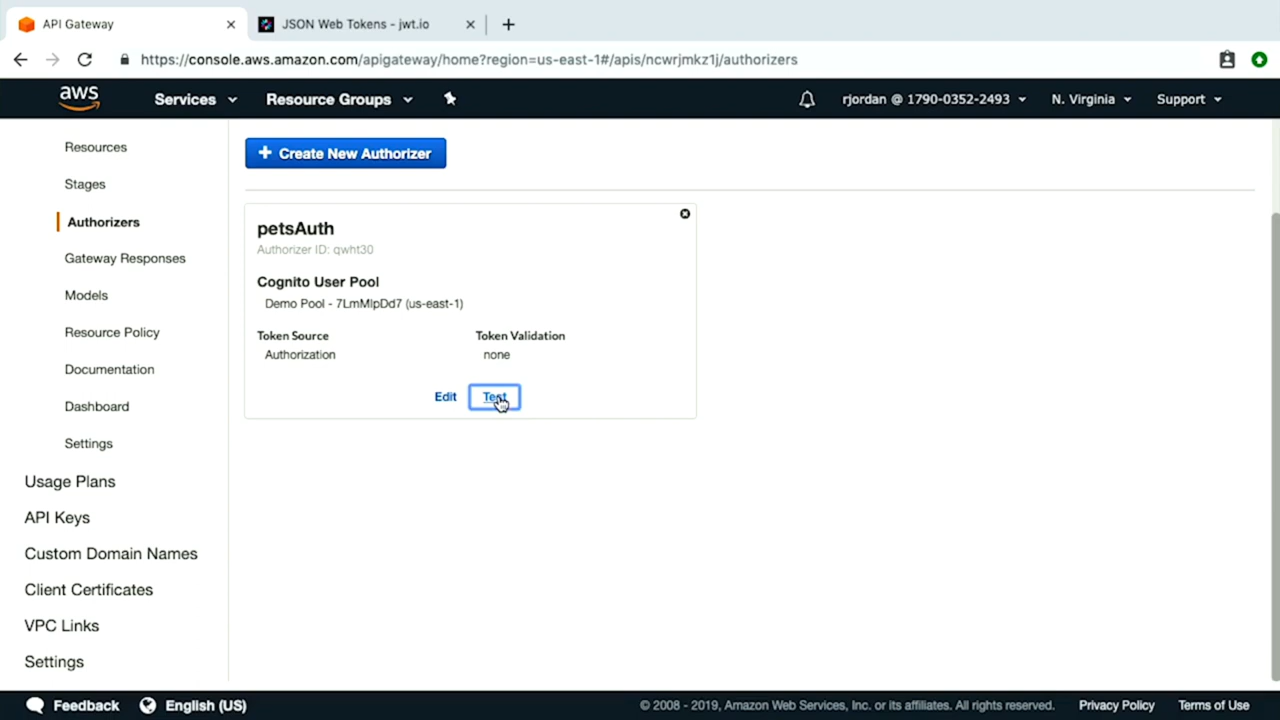 API Gateway
JSON Web Tokens - jwt.io
https://console.aws.amazon.com/apigateway/home?region=us-east-1#/apis/ncwrjmkz1j/authorizers
aws
Services
Resource Groups
rjordan @ 1790-0352-2493
N. Virginia
Support
Resources
Stages
Authorizers
Gateway Responses
Models
Resource Policy
Documentation
Dashboard
Settings
Usage Plans
API Keys
Custom Domain Names
Client Certificates
VPC Links
Settings
+ Create New Authorizer
petsAuth
Authorizer ID: qwht30
Cognito User Pool
Demo Pool - 7LmMlpDd7 (us-east-1)
Token Source
Token Validation
Authorization
none
Edit
Test
Feedback
English (US)
© 2008 - 2019, Amazon Web Services, Inc. or its affiliates. All rights reserved.
Privacy Policy
Terms of Use